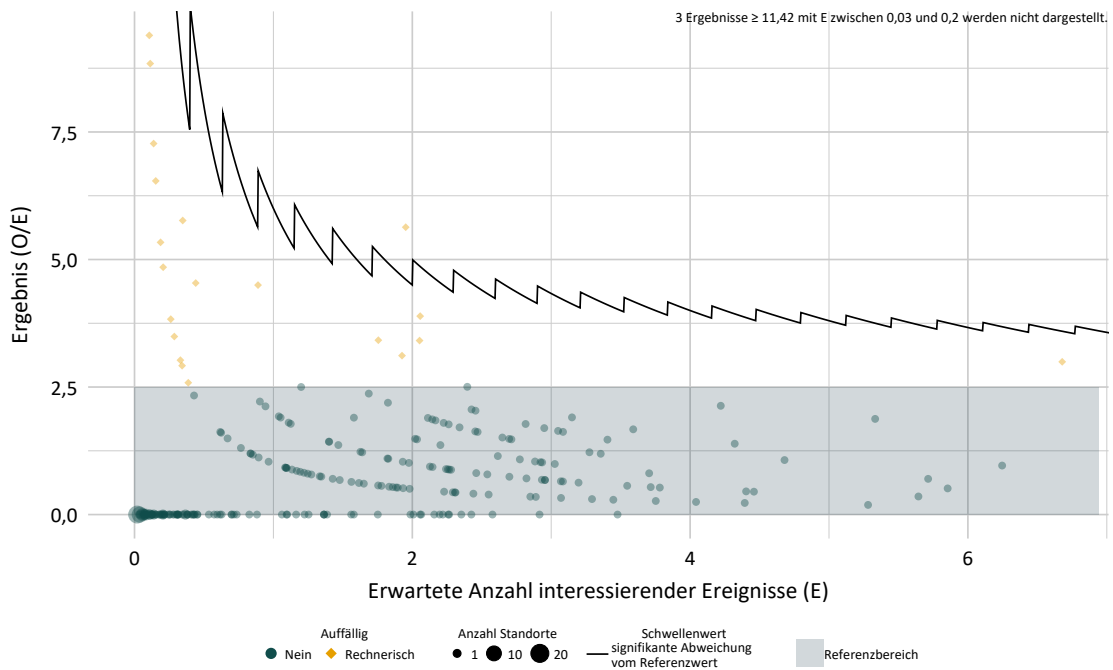 3 Ergebnisse ≥ 11,42 mit E zwischen 0,03 und 0,2 werden nicht dargestellt.
Ergebnis (O/E)
7,5
5,0
2,5
0,0
0
2
4
6
Erwartete Anzahl interessierender Ereignisse (E)
Auffällig
Nein
Rechnerisch
Anzahl Standorte
1
10
20
Schwellenwert
signifikante Abweichung
vom Referenzwert
Referenzbereich